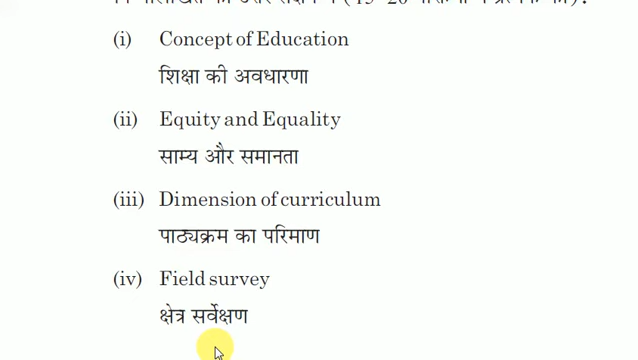 (i) Concept of Education
शिक्षा की अवधारणा
(ii) Equity and Equality
साम्य और समानता
(iii) Dimension of curriculum
पाठ्यक्रम का परिमाण
(iv) Field survey
क्षेत्र सर्वेक्षण